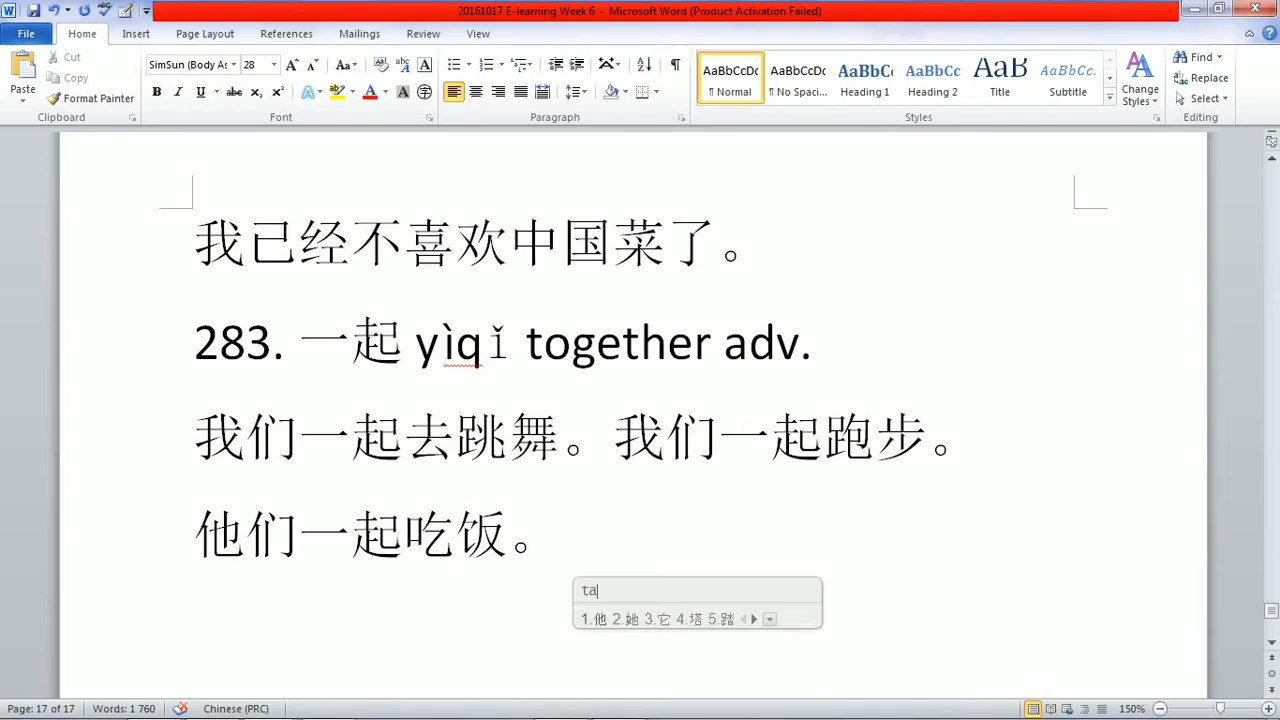 20161017 E-learning Week 6 - Microsoft Word (Product Activation Failed)
File Home Insert Page Layout References Mailings Review View
Paste
Cut
Copy
Format Painter
Clipboard
SimSun (Body As 28
Font
Paragraph
AaBbCcDc AaBbCcDc AaBbC AaBbCc AaB AaBbCc.
¶ Normal ¶ No Spaci... Heading 1 Heading 2 Title Subtitle
Change Styles
Styles
Find
Replace
Select
Editing
我已经不喜欢中国菜了。
283. 一起 yìqǐ together adv.
我们一起去跳舞。我们一起跑步。
他们一起吃饭。
ta
1.他 2.她 3.它 4.塔 5.踏
Page: 17 of 17 Words: 1 760 Chinese (PRC) 150%